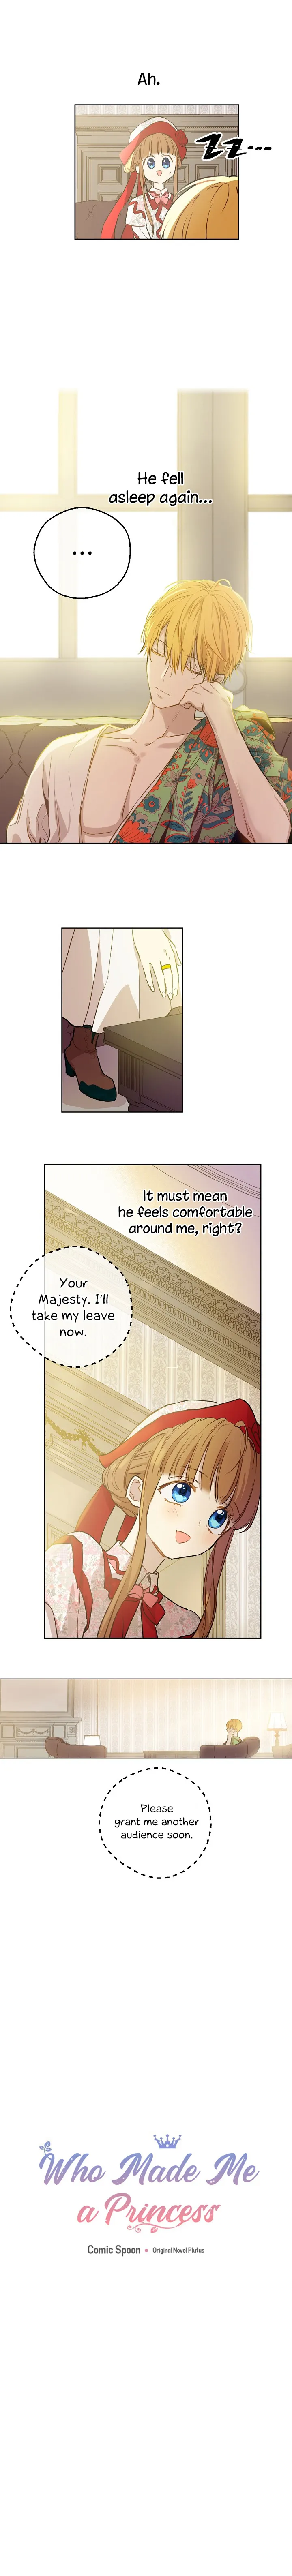 Ah.
ZZ...
He fell
asleep again...
...
It must mean
he feels comfortable
around me, right?
Your
Majesty. I'll
take my leave
now.
Please
grant me another
audience soon.
Who Made Me
a Princess
Comic Spoon • Original Novel Plutus